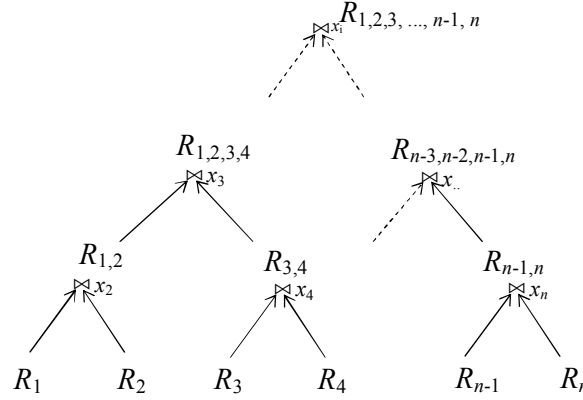 ⋈xᵢ R1,2,3, ..., n-1, n
R1,2,3,4 Rn-3,n-2,n-1,n
⋈x3 ⋈x..
R1,2 R3,4 Rn-1,n
⋈x2 ⋈x4 ⋈xn
R1 R2 R3 R4 Rn-1 Rn